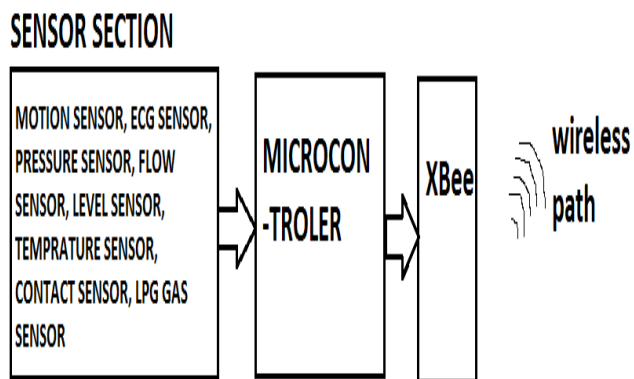 SENSOR SECTION
MOTION SENSOR, ECG SENSOR,
PRESSURE SENSOR, FLOW
SENSOR, LEVEL SENSOR,
TEMPRATURE SENSOR,
CONTACT SENSOR, LPG GAS
SENSOR
MICROCON
-TROLER
XBee
wireless
path